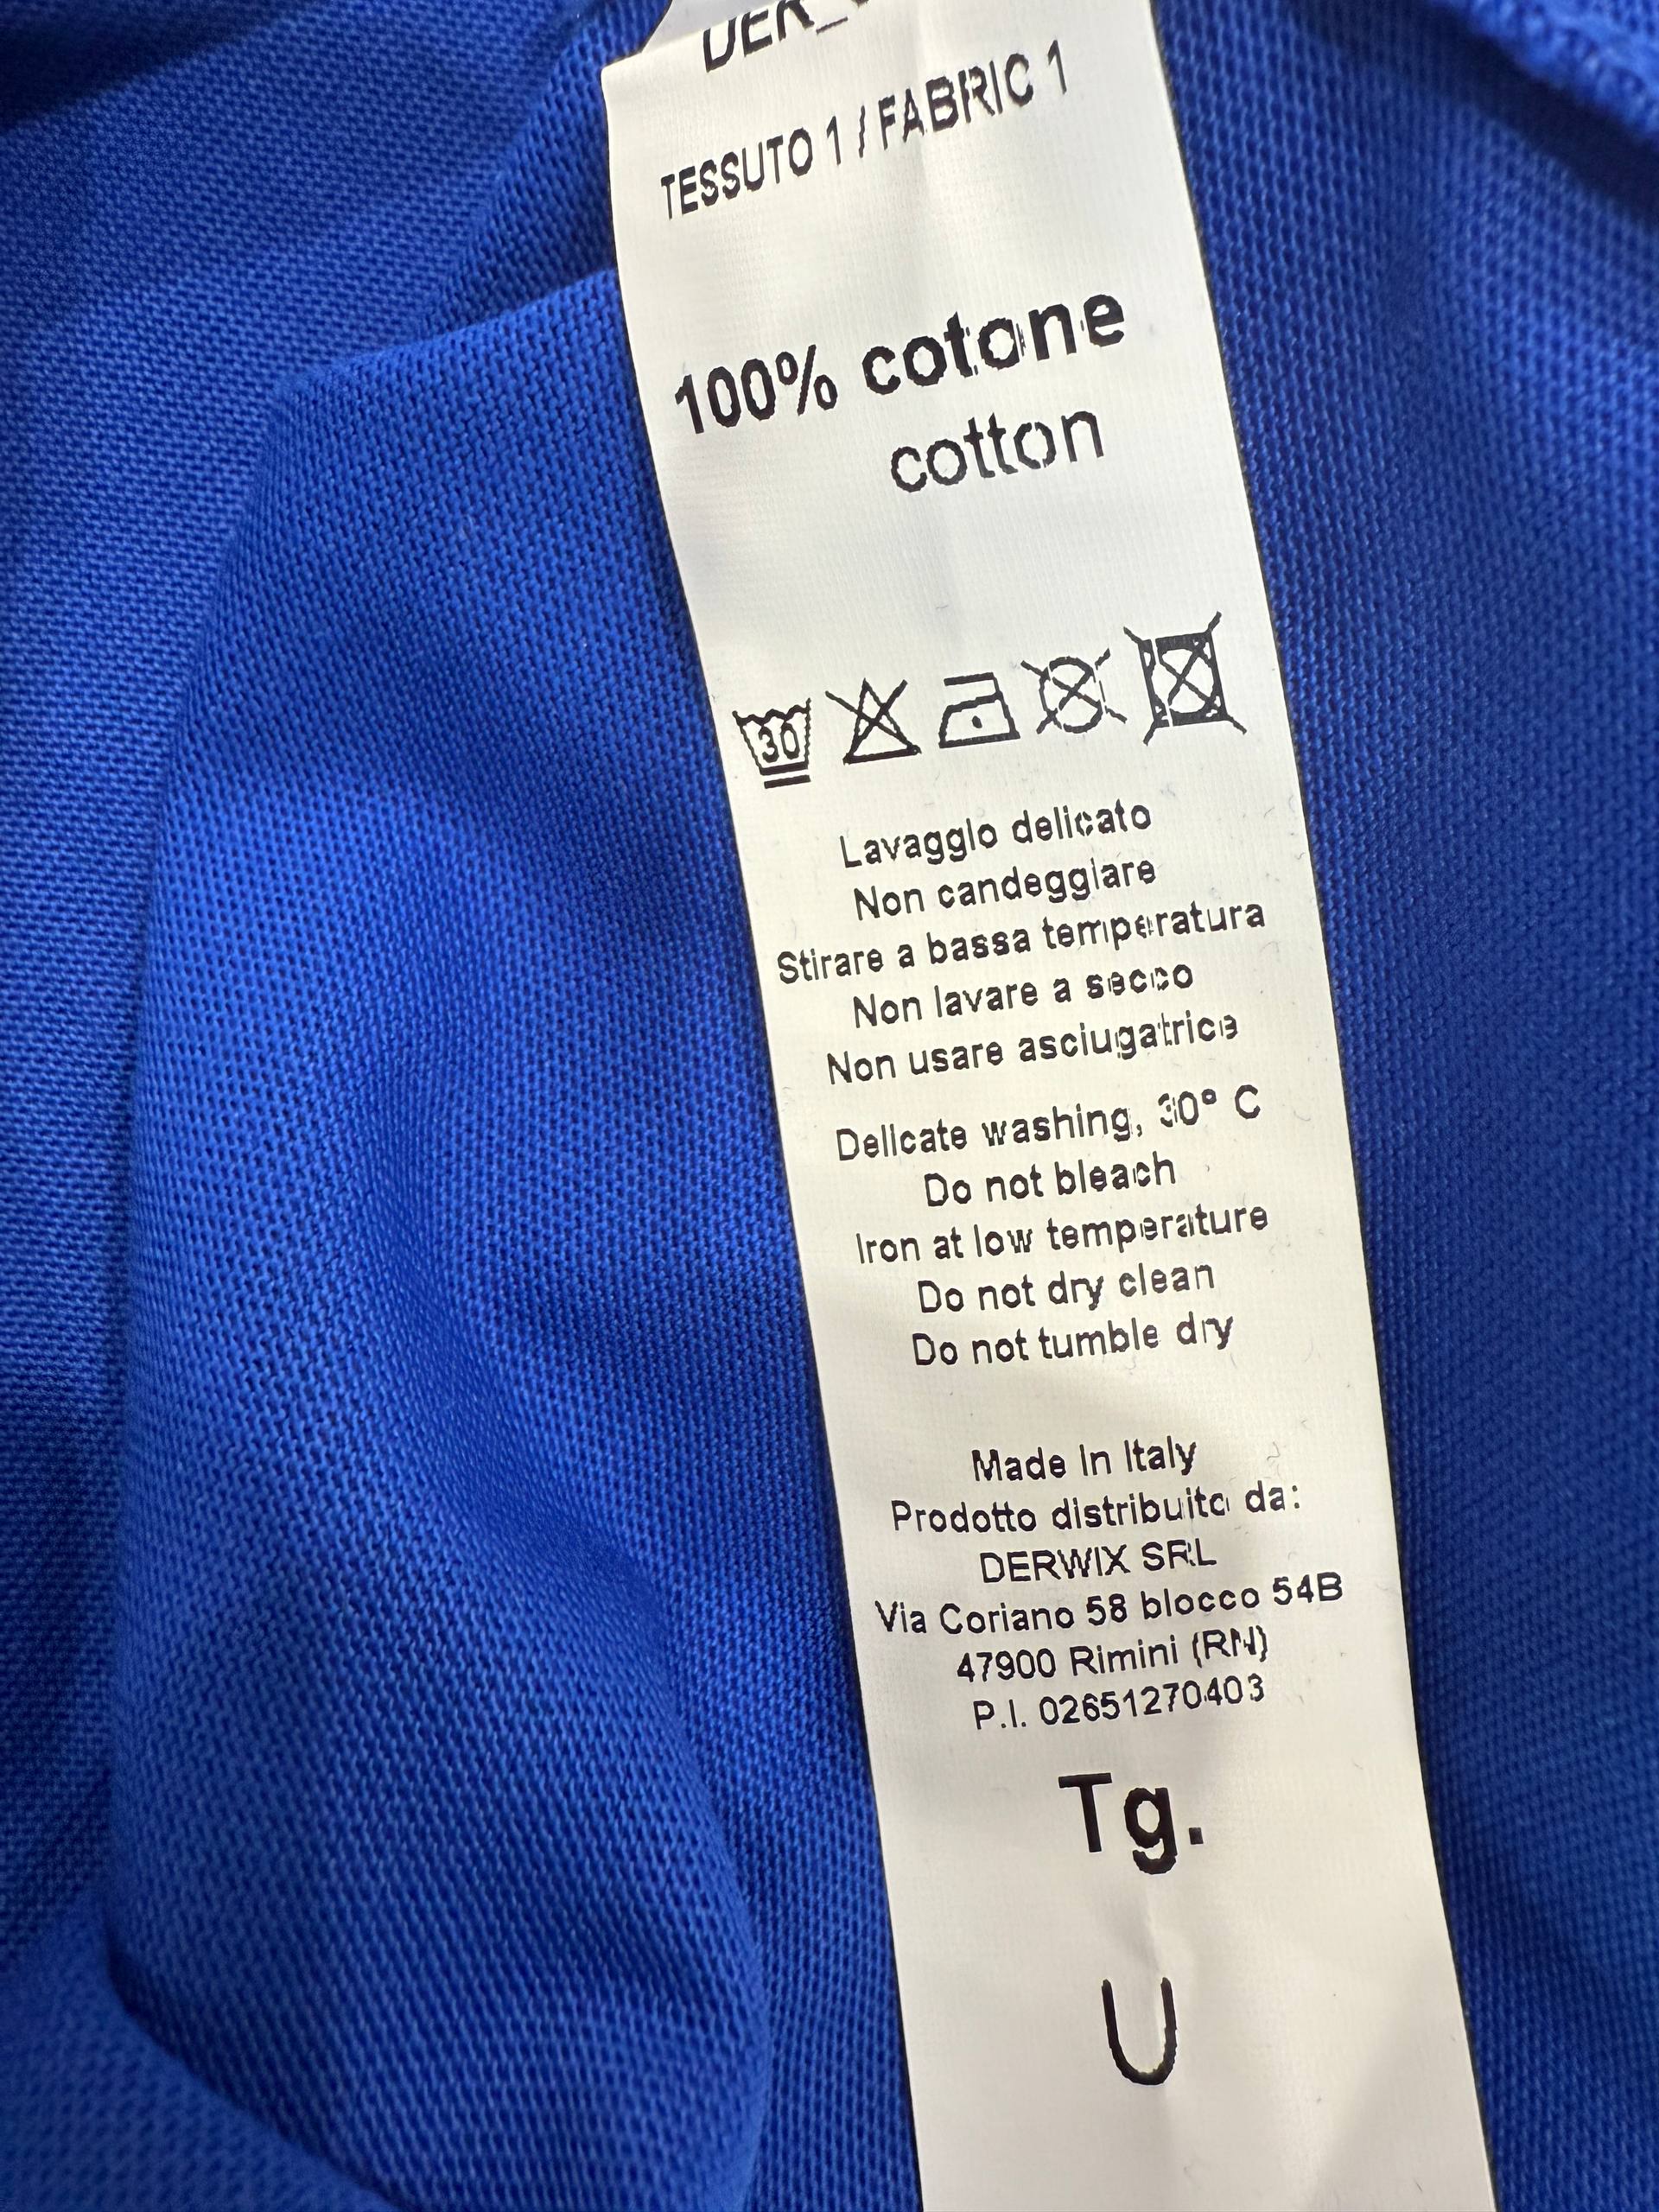 TESSUTO 1 / FABRIC 1
100% cotone
cotton
30
Lavaggio delicato
Non candeggiare
Stirare a bassa temperatura
Non lavare a secco
Non usare asciugatrice
Delicate washing, 30° C
Do not bleach
Iron at low temperature
Do not dry clean
Do not tumble dry
Made in Italy
Prodotto distribuito da:
DERWIX SRL
Via Coriano 58 blocco 54B
47900 Rimini (RN)
P.I. 02651270403
Tg.
U